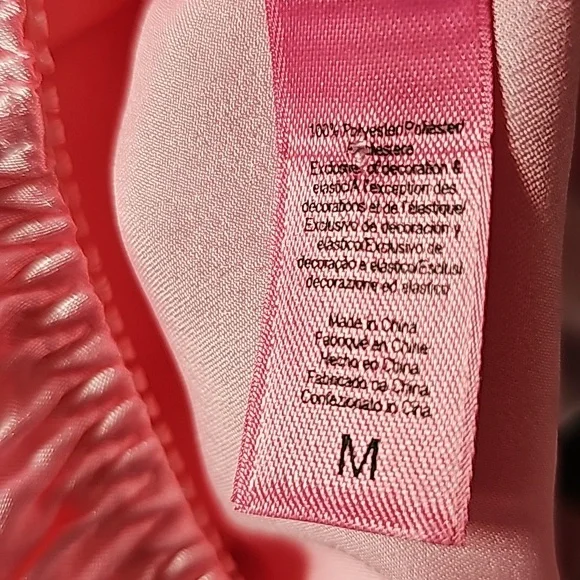 100% Polyester/Poliéster/
Poliestere
Exclusive of decoration &
elastic/A l'exception des
décorations et de l'élastique/
Exclusivo de decoración y
elástico/Exclusivo de
decoração e elástico/Esclusi
decorazione ed elastico
Made in China
Fabriqué en Chine
Hecho en China
Fabricado na China
Confezionato in Cina
M